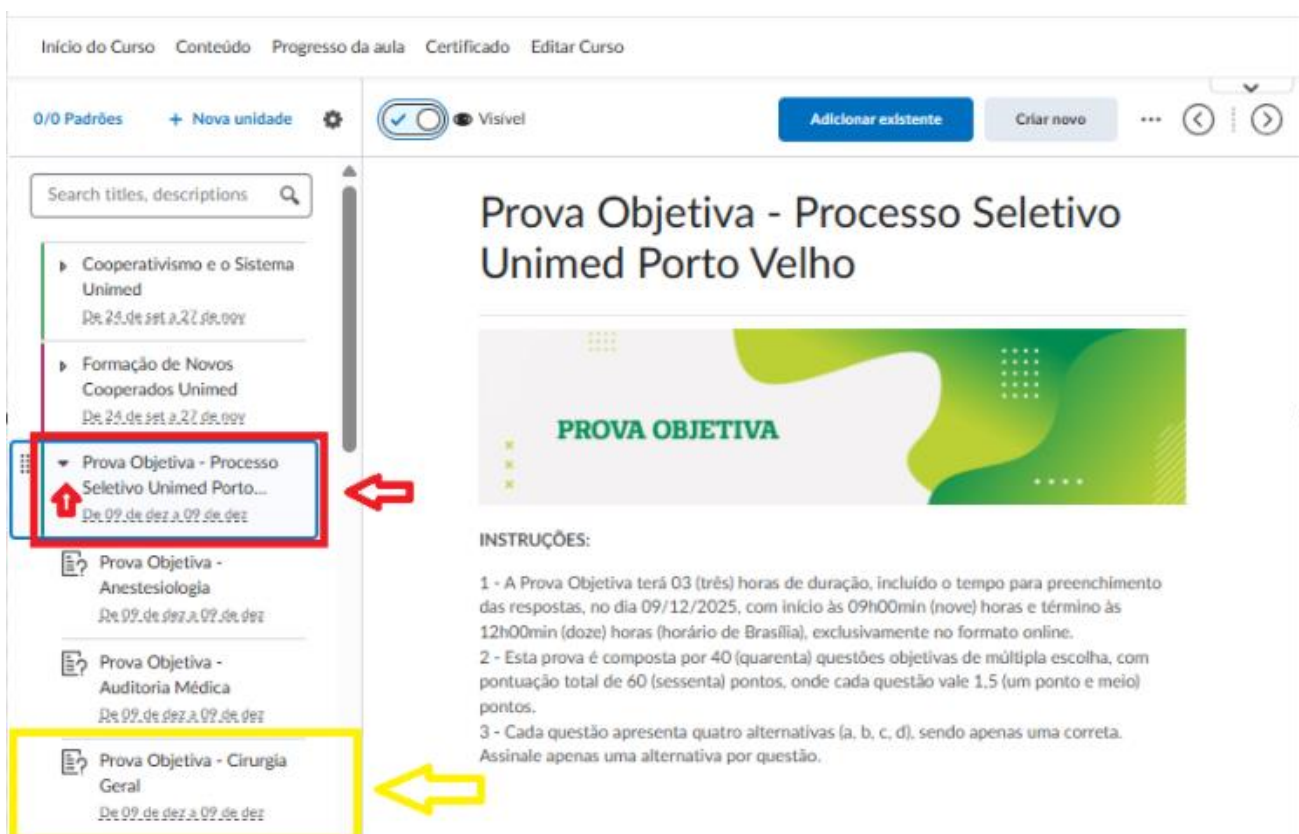 Início do Curso Conteúdo Progresso da aula Certificado Editar Curso
0/0 Padrões + Nova unidade
Visível Adicionar existente Criar novo ...
Search titles, descriptions
Cooperativismo e o Sistema
Unimed
De 24 de set a 27 de nov
Formação de Novos
Cooperados Unimed
De 24 de set a 27 de nov
Prova Objetiva - Processo
Seletivo Unimed Porto...
De 09 de dez a 09 de dez
Prova Objetiva -
Anestesiologia
De 09 de dez a 09 de dez
Prova Objetiva -
Auditoria Médica
De 09 de dez a 09 de dez
Prova Objetiva - Cirurgia
Geral
De 09 de dez a 09 de dez
Prova Objetiva - Processo Seletivo
Unimed Porto Velho
PROVA OBJETIVA
INSTRUÇÕES:
1 - A Prova Objetiva terá 03 (três) horas de duração, incluído o tempo para preenchimento
das respostas, no dia 09/12/2025, com início às 09h00min (nove) horas e término às
12h00min (doze) horas (horário de Brasília), exclusivamente no formato online.
2 - Esta prova é composta por 40 (quarenta) questões objetivas de múltipla escolha, com
pontuação total de 60 (sessenta) pontos, onde cada questão vale 1,5 (um ponto e meio)
pontos.
3 - Cada questão apresenta quatro alternativas (a, b, c, d), sendo apenas uma correta.
Assinale apenas uma alternativa por questão.